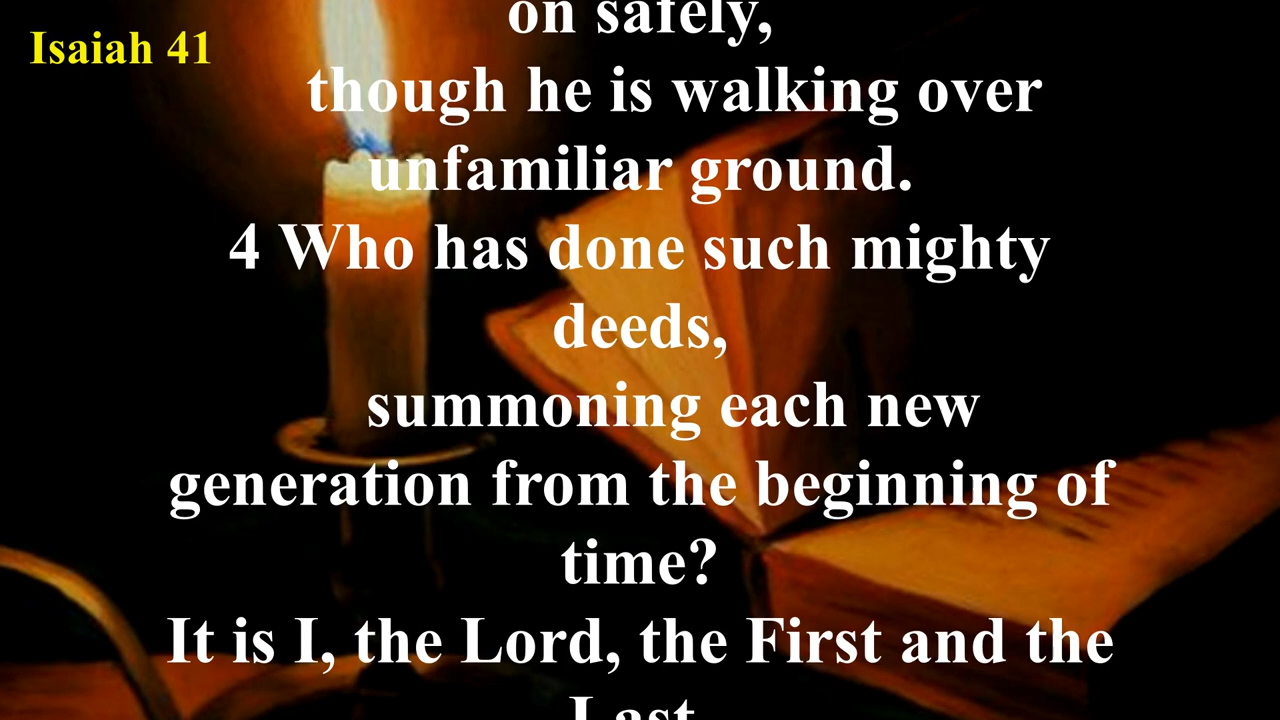 Isaiah 41
on safely,
though he is walking over
unfamiliar ground.
4 Who has done such mighty
deeds,
summoning each new
generation from the beginning of
time?
It is I, the Lord, the First and the
Last.